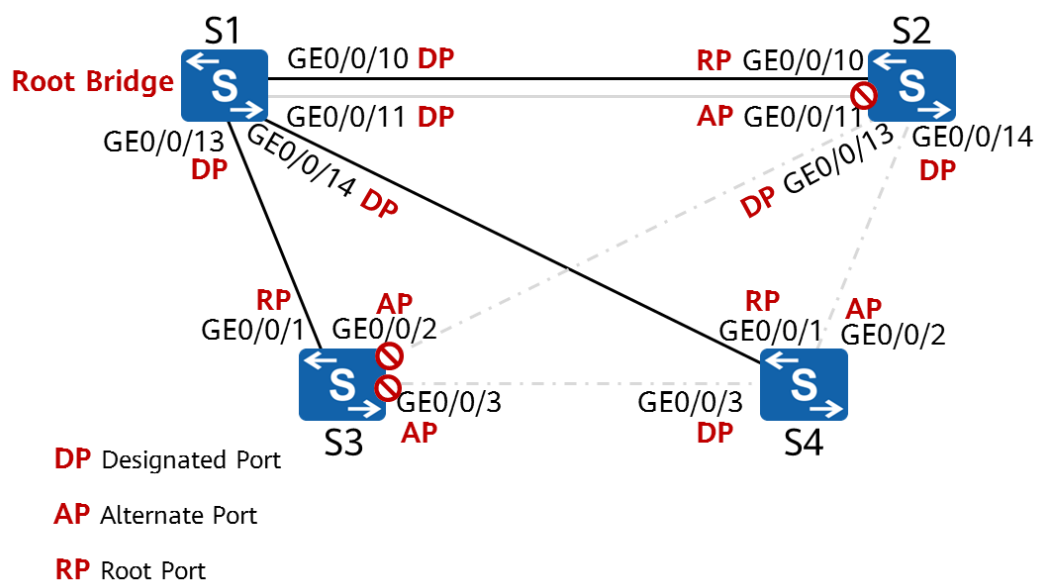 S1
S2
GE0/0/10 DP
RP GE0/0/10
Root Bridge
S
S
GE0/0/11 DP
AP GE0/0/11
GE0/0/13
DP
GE0/0/14 DP
DP GE0/0/13
GE0/0/14
DP
RP
AP
RP
AP
GE0/0/1
GE0/0/2
GE0/0/1
GE0/0/2
S
S
GE0/0/3
AP
GE0/0/3
DP
S3
S4
DP Designated Port
AP Alternate Port
RP Root Port